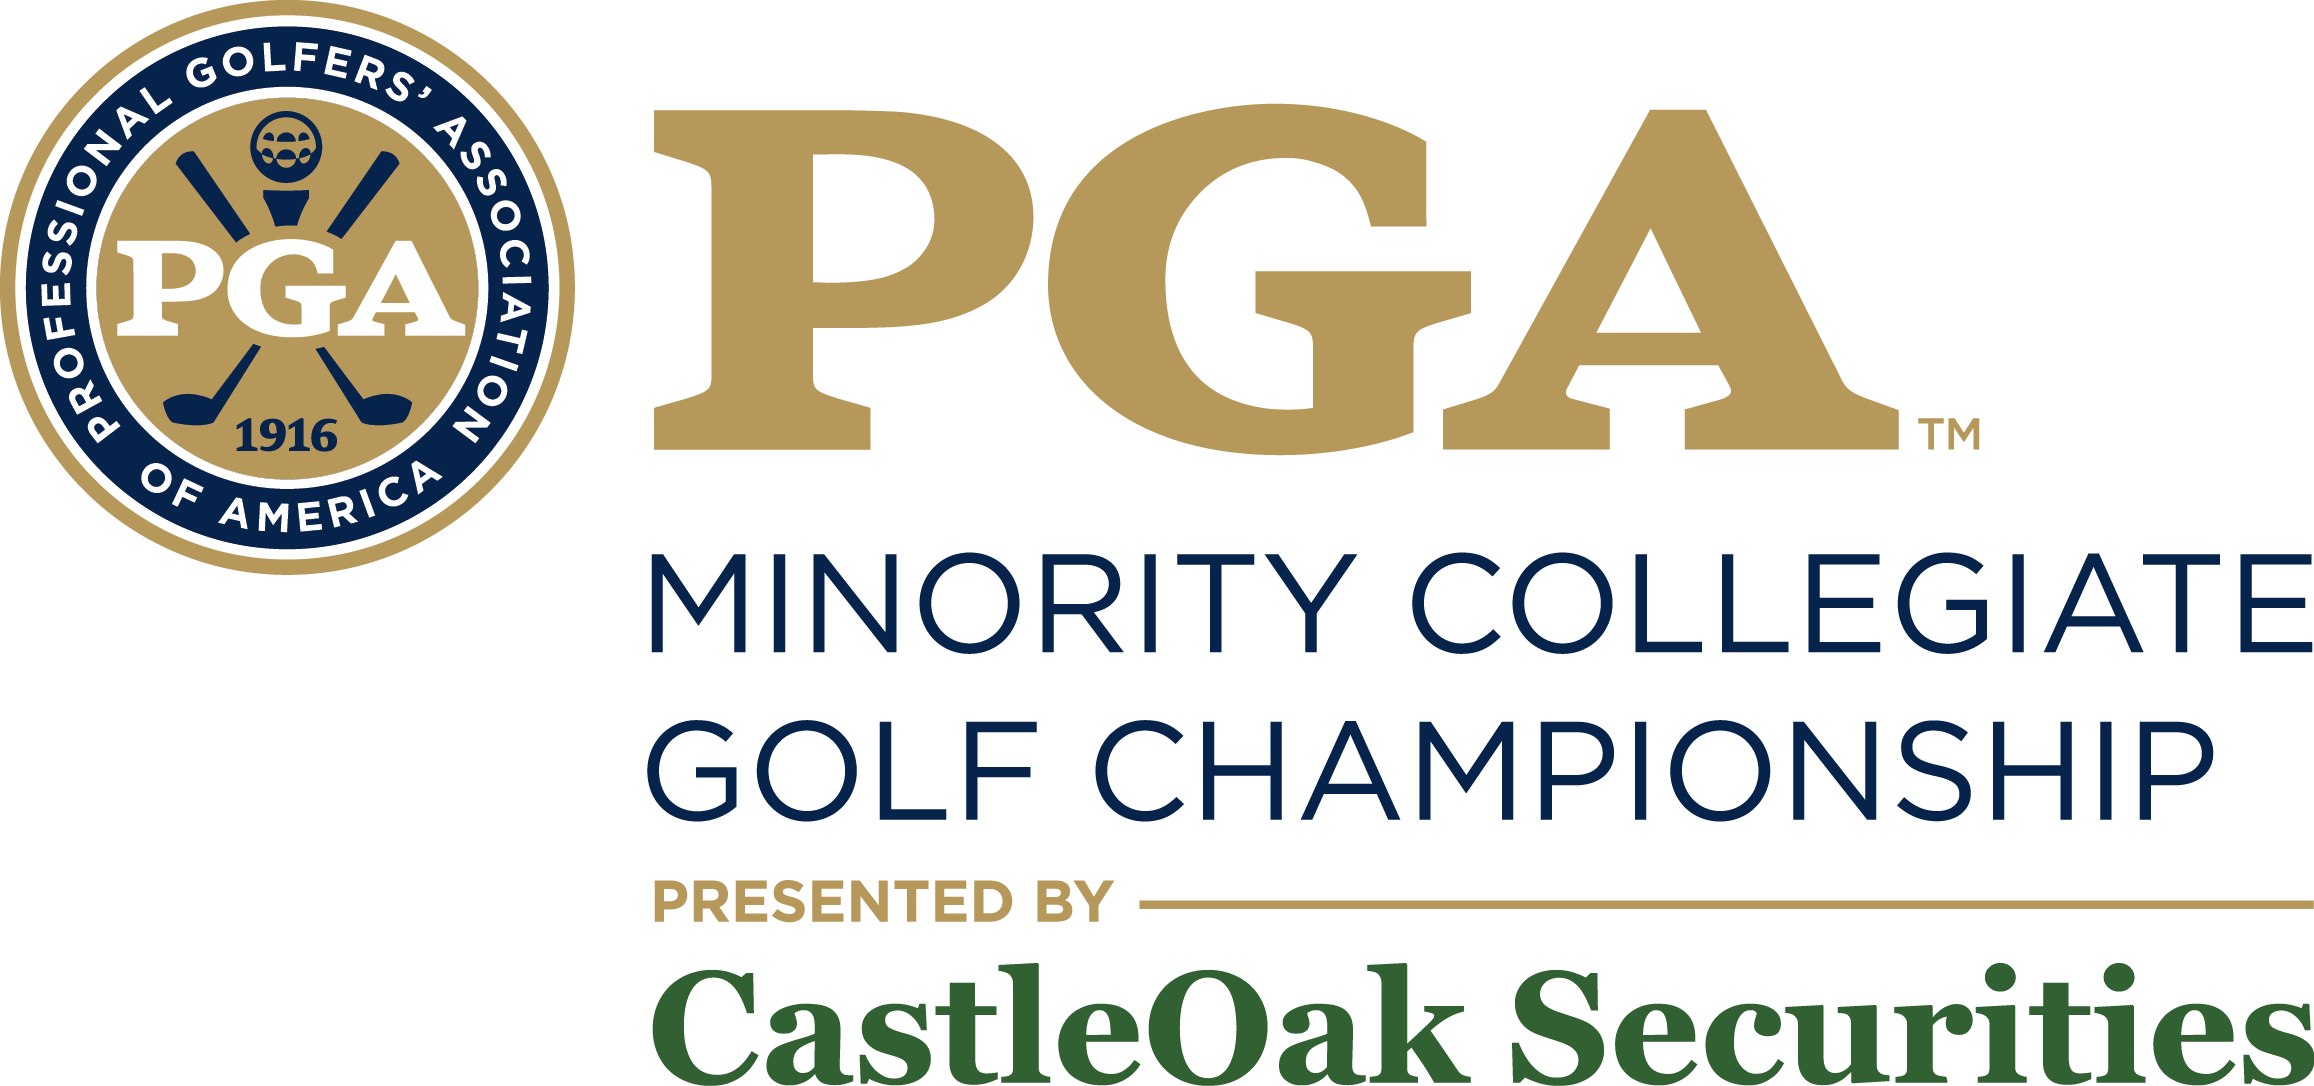 PROFESSIONAL GOLFERS' ASSOCIATION
OF AMERICA
PGA
1916
PGA™
MINORITY COLLEGIATE
GOLF CHAMPIONSHIP
PRESENTED BY
CastleOak Securities